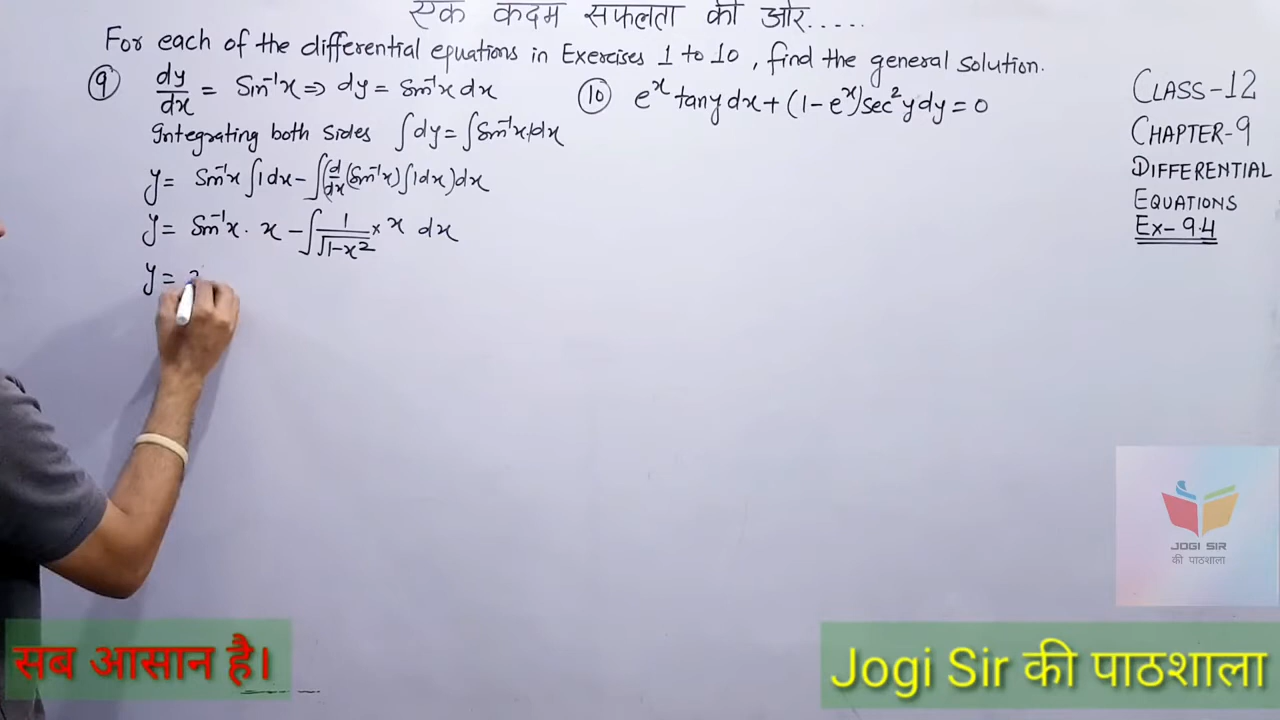 एक कदम सफलता की ओर.....
For each of the differential equations in Exercises 1 to 10, find the general solution.
⑨ dy/dx = Sin⁻¹x ⇒ dy = Sin⁻¹x dx
Integrating both sides ∫dy = ∫Sin⁻¹x.1dx
y = Sin⁻¹x ∫1dx - ∫(d/dx(Sin⁻¹x)∫1dx)dx
y = Sin⁻¹x . x - ∫1/√1-x² × x dx
y =
⑩ eˣ tany dx + (1-eˣ)sec²y dy = 0
CLASS-12
CHAPTER-9
DIFFERENTIAL
EQUATIONS
Ex-9.4
JOGI SIR
की पाठशाला
सब आसान है।
Jogi Sir की पाठशाला